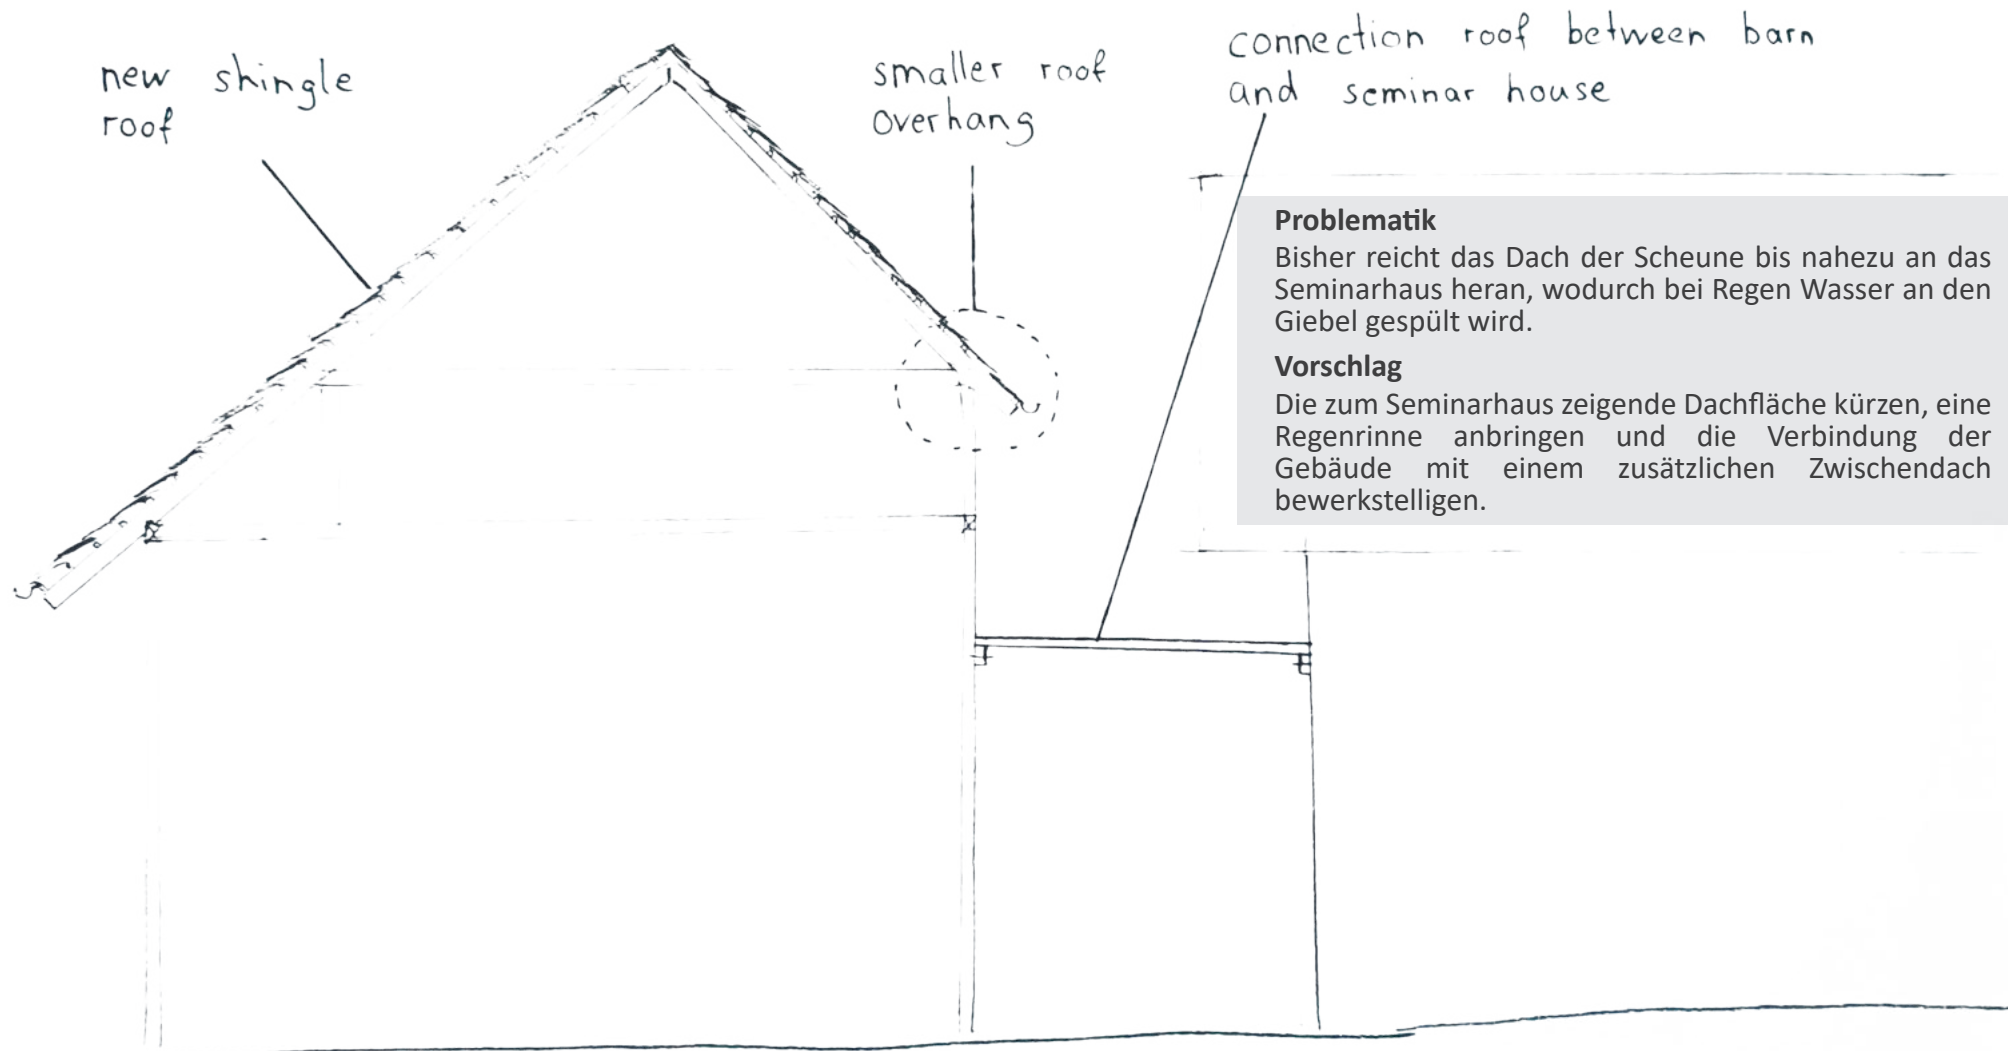 new shingle
roof
smaller roof
overhang
connection roof between barn
and seminar house
Problematik
Bisher reicht das Dach der Scheune bis nahezu an das
Seminarhaus heran, wodurch bei Regen Wasser an den
Giebel gespült wird.
Vorschlag
Die zum Seminarhaus zeigende Dachfläche kürzen, eine
Regenrinne anbringen und die Verbindung der
Gebäude mit einem zusätzlichen Zwischendach
bewerkstelligen.